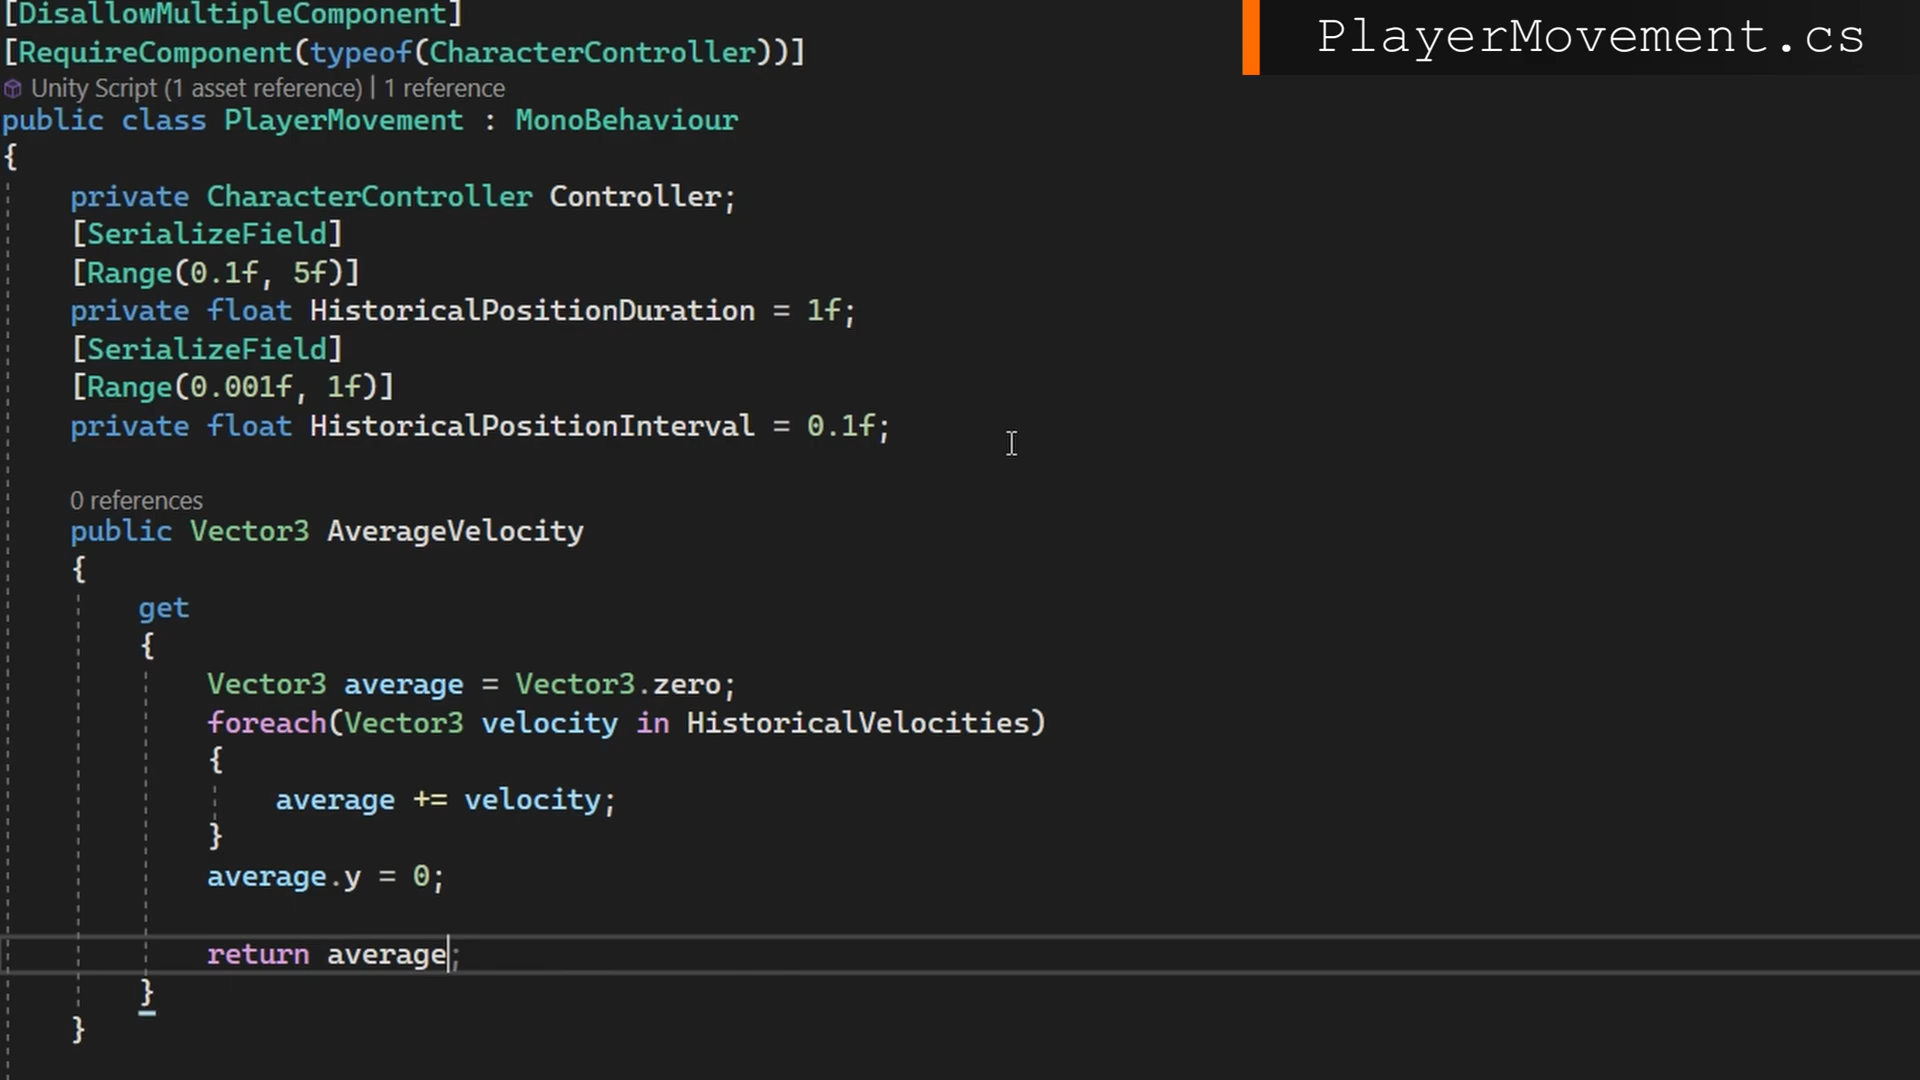 [DisallowMultipleComponent]
PlayerMovement.cs
[RequireComponent(typeof(CharacterController))]
Unity Script (1 asset reference) | 1 reference
public class PlayerMovement : MonoBehaviour
{
private CharacterController Controller;
[SerializeField]
[Range(0.1f, 5f)]
private float HistoricalPositionDuration = 1f;
[SerializeField]
[Range(0.001f, 1f)]
private float HistoricalPositionInterval = 0.1f;
0 references
public Vector3 AverageVelocity
{
get
{
Vector3 average = Vector3.zero;
foreach(Vector3 velocity in HistoricalVelocities)
{
average += velocity;
}
average.y = 0;
return average;
}
}